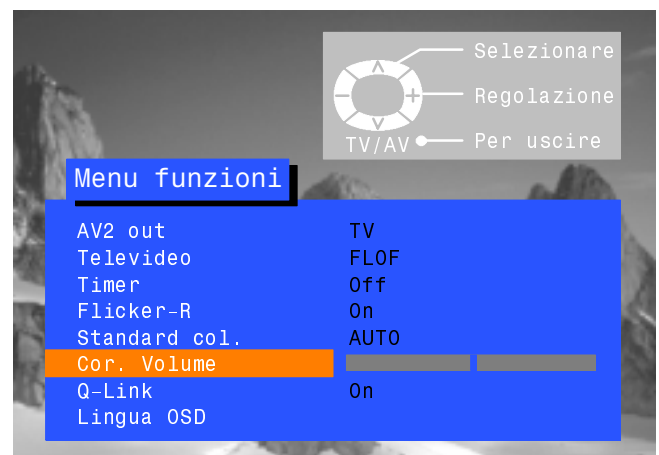 Selezionare
Regolazione
TV/AV Per uscire
Menu funzioni
AV2 out TV
Televideo FLOF
Timer Off
Flicker-R On
Standard col. AUTO
Cor. Volume
Q-Link On
Lingua OSD